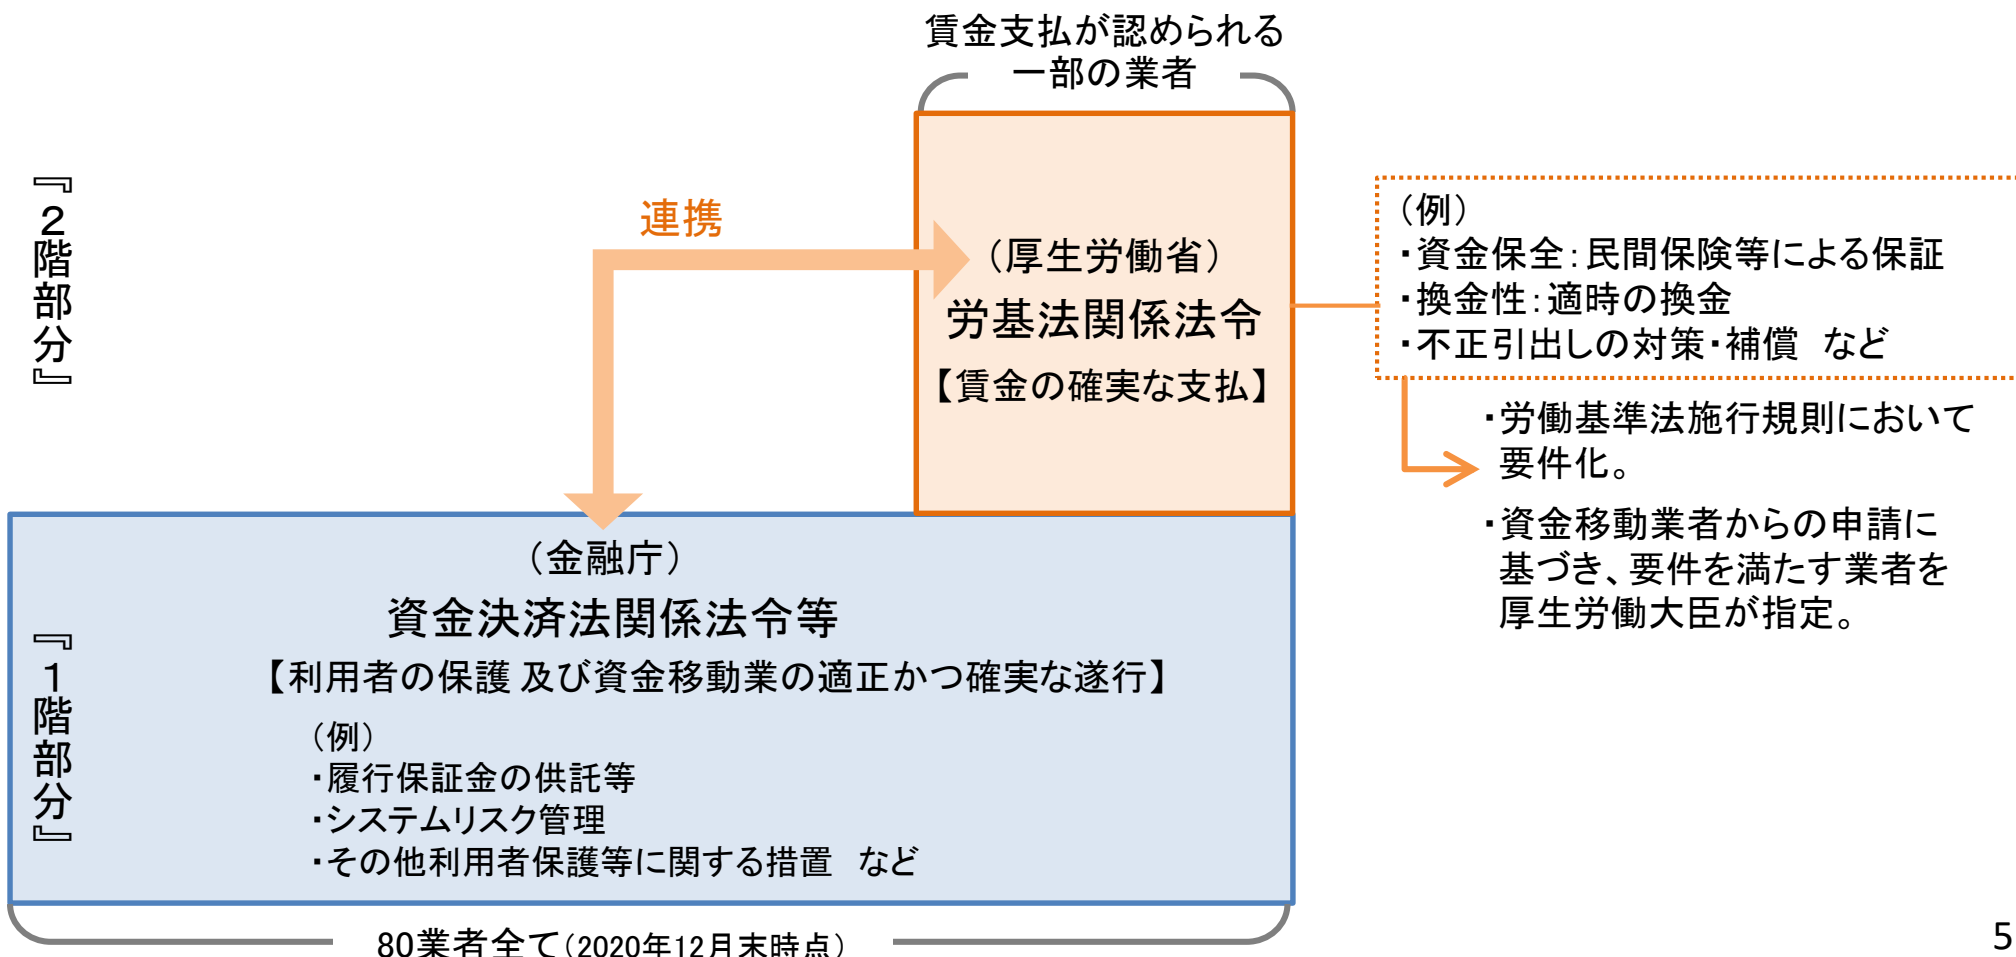 賃金支払が認められる
一部の業者
『2階部分』
連携
（厚生労働省）
労基法関係法令
【賃金の確実な支払】
（例）
・資金保全：民間保険等による保証
・換金性：適時の換金
・不正引出しの対策・補償　など
・労働基準法施行規則において
要件化。
・資金移動業者からの申請に
基づき、要件を満たす業者を
厚生労働大臣が指定。
『1階部分』
（金融庁）
資金決済法関係法令等
【利用者の保護 及び資金移動業の適正かつ確実な遂行】
（例）
・履行保証金の供託等
・システムリスク管理
・その他利用者保護等に関する措置　など
80業者全て（2020年12月末時点）
5